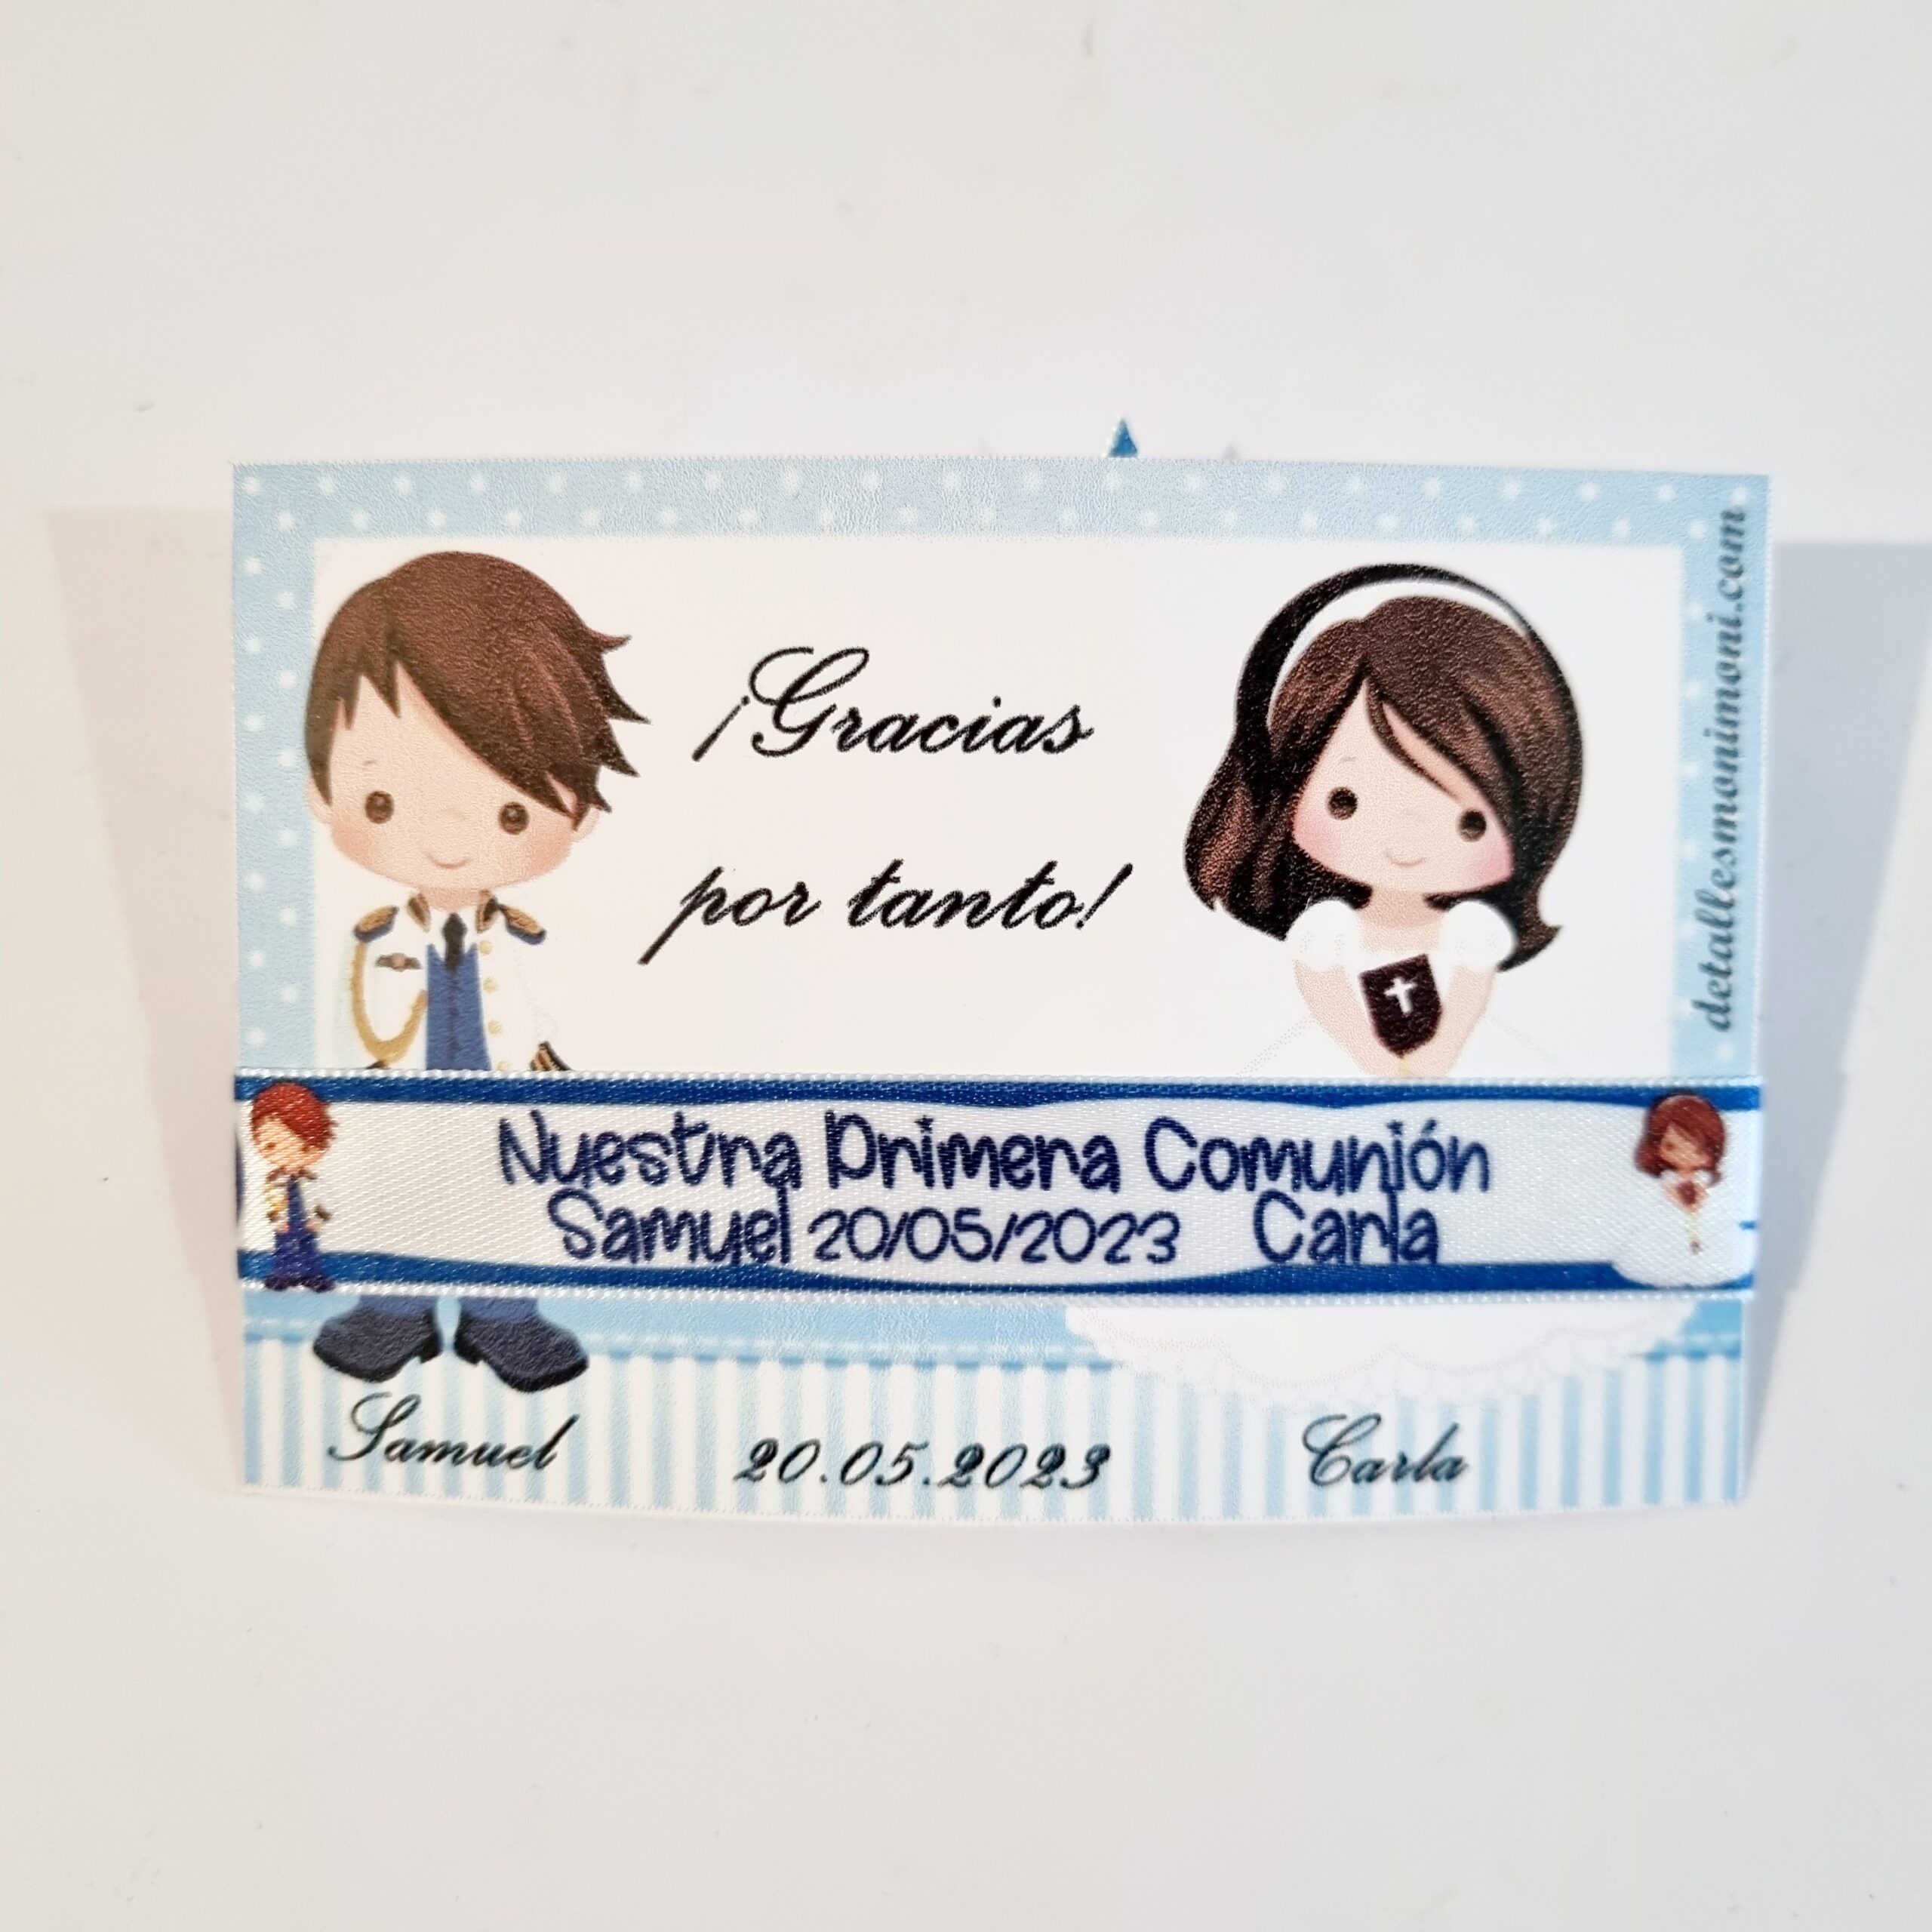 ¡Gracias
por tanto!
detallesmonimoni.com
Nuestra Primera Comunión
Samuel 20/05/2023 Carla
Samuel 20.05.2023 Carla